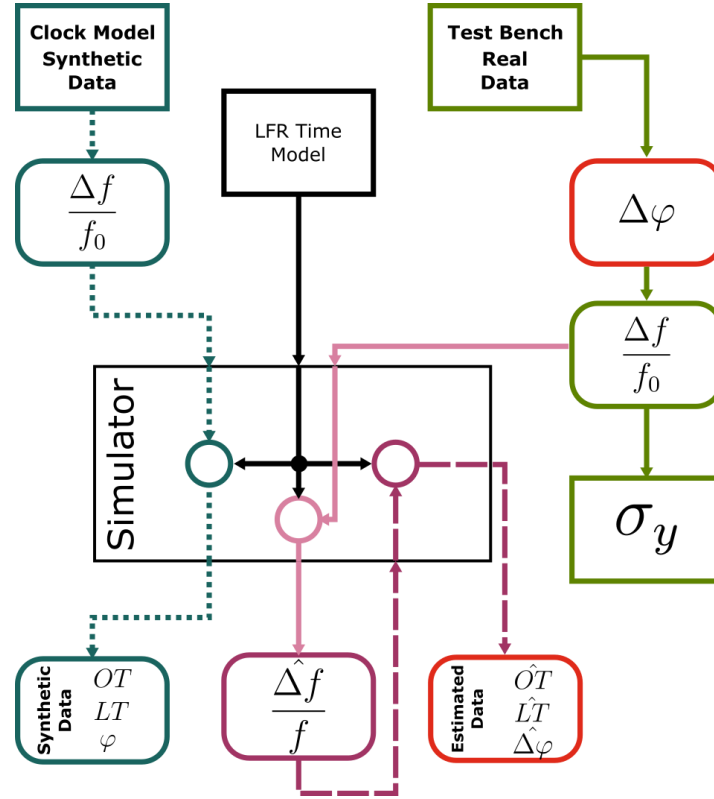 Clock Model
Synthetic
Data
Test Bench
Real
Data
LFR Time
Model
Δf
f₀
Δφ
Δf
f₀
Simulator
σ_y
Synthetic
Data
OT
LT
φ
Δ̂f
f
Estimated
Data
ÔT
L̂T
Δ̂φ